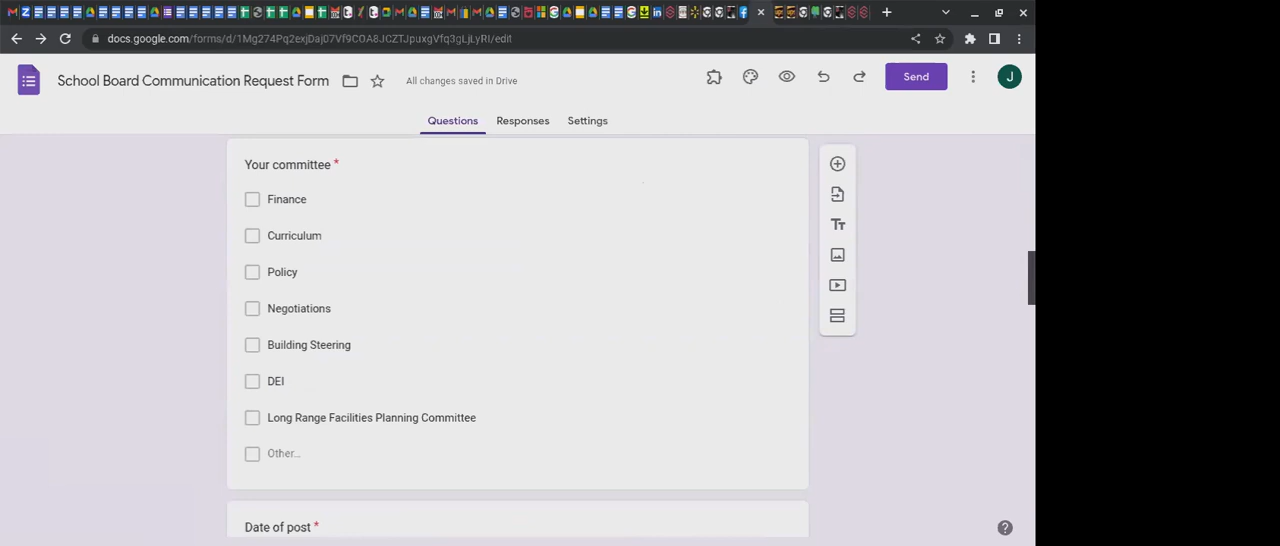 docs.google.com/forms/d/1Mg274Pq2exjDaj07Vf9COA8JCZTJpuxgVfq3gLjLyRI/edit
School Board Communication Request Form
All changes saved in Drive
Send
J
Questions Responses Settings
Your committee *
Finance
Curriculum
Policy
Negotiations
Building Steering
DEI
Long Range Facilities Planning Committee
Other...
Date of post *